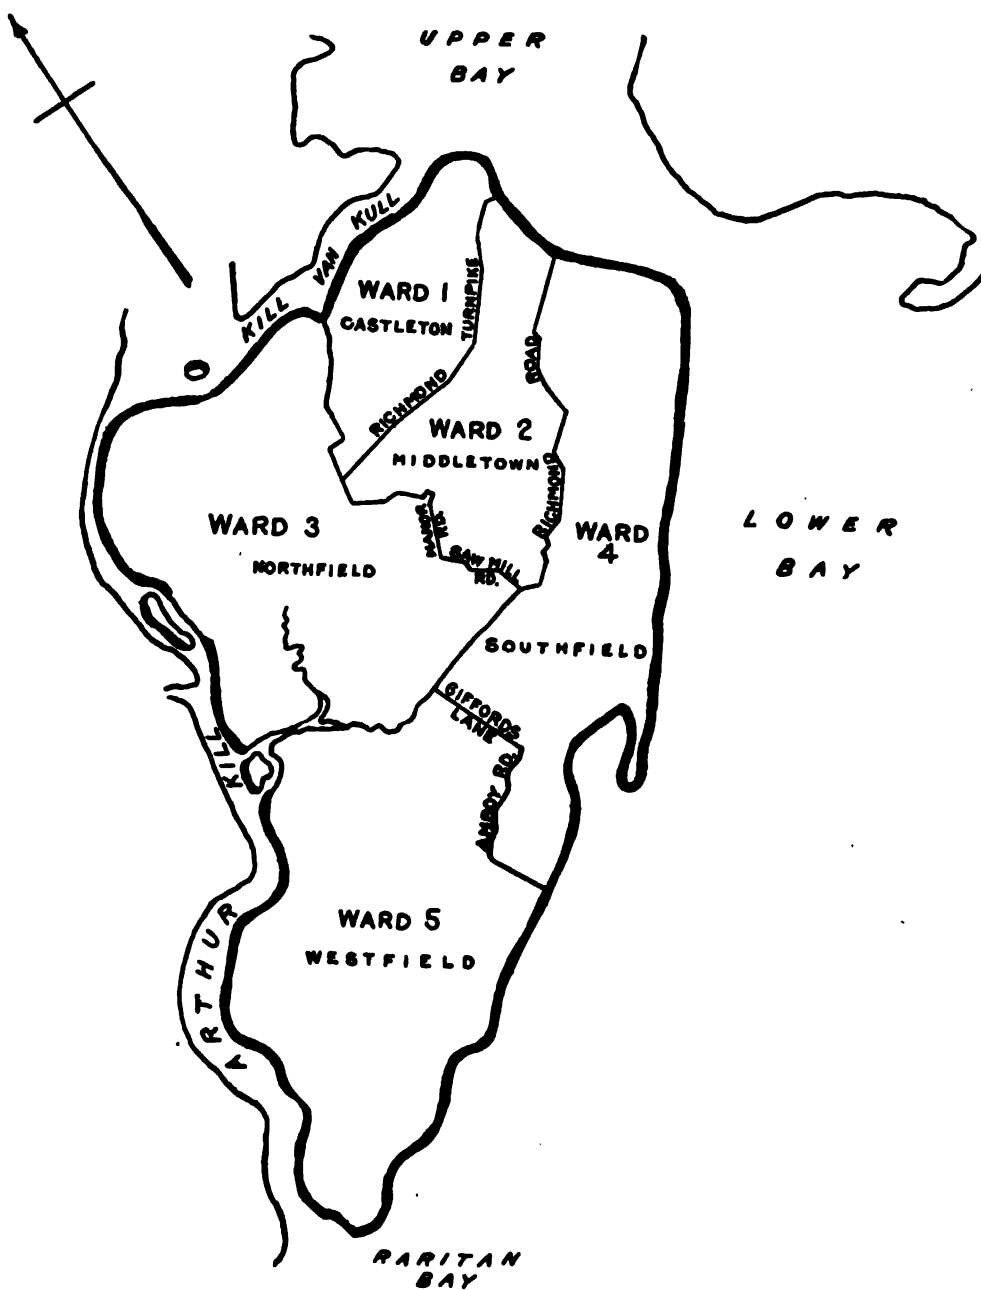 UPPER
BAY
KILL VAN KULL
WARD 1
CASTLETON
RICHMOND TURNPIKE
WARD 2
MIDDLETOWN
RICHMOND ROAD
WARD 3
NORTHFIELD
MANOR
RD.
SAW MILL
RD.
WARD
4
SOUTHFIELD
LOWER
BAY
GIFFORDS
LANE
AMBOY RD.
WARD 5
WESTFIELD
ARTHUR KILL
RARITAN
BAY